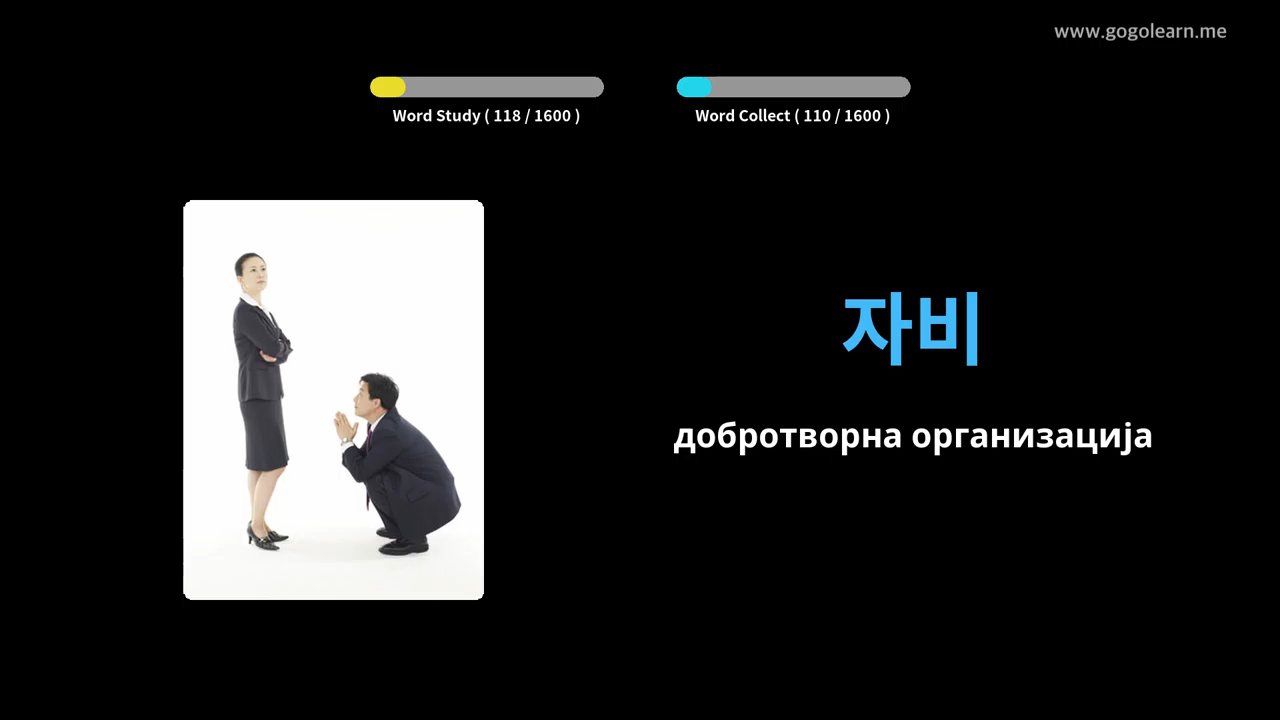 www.gogolearn.me
Word Study ( 118 / 1600 )
Word Collect ( 110 / 1600 )
자비
добротворна организација